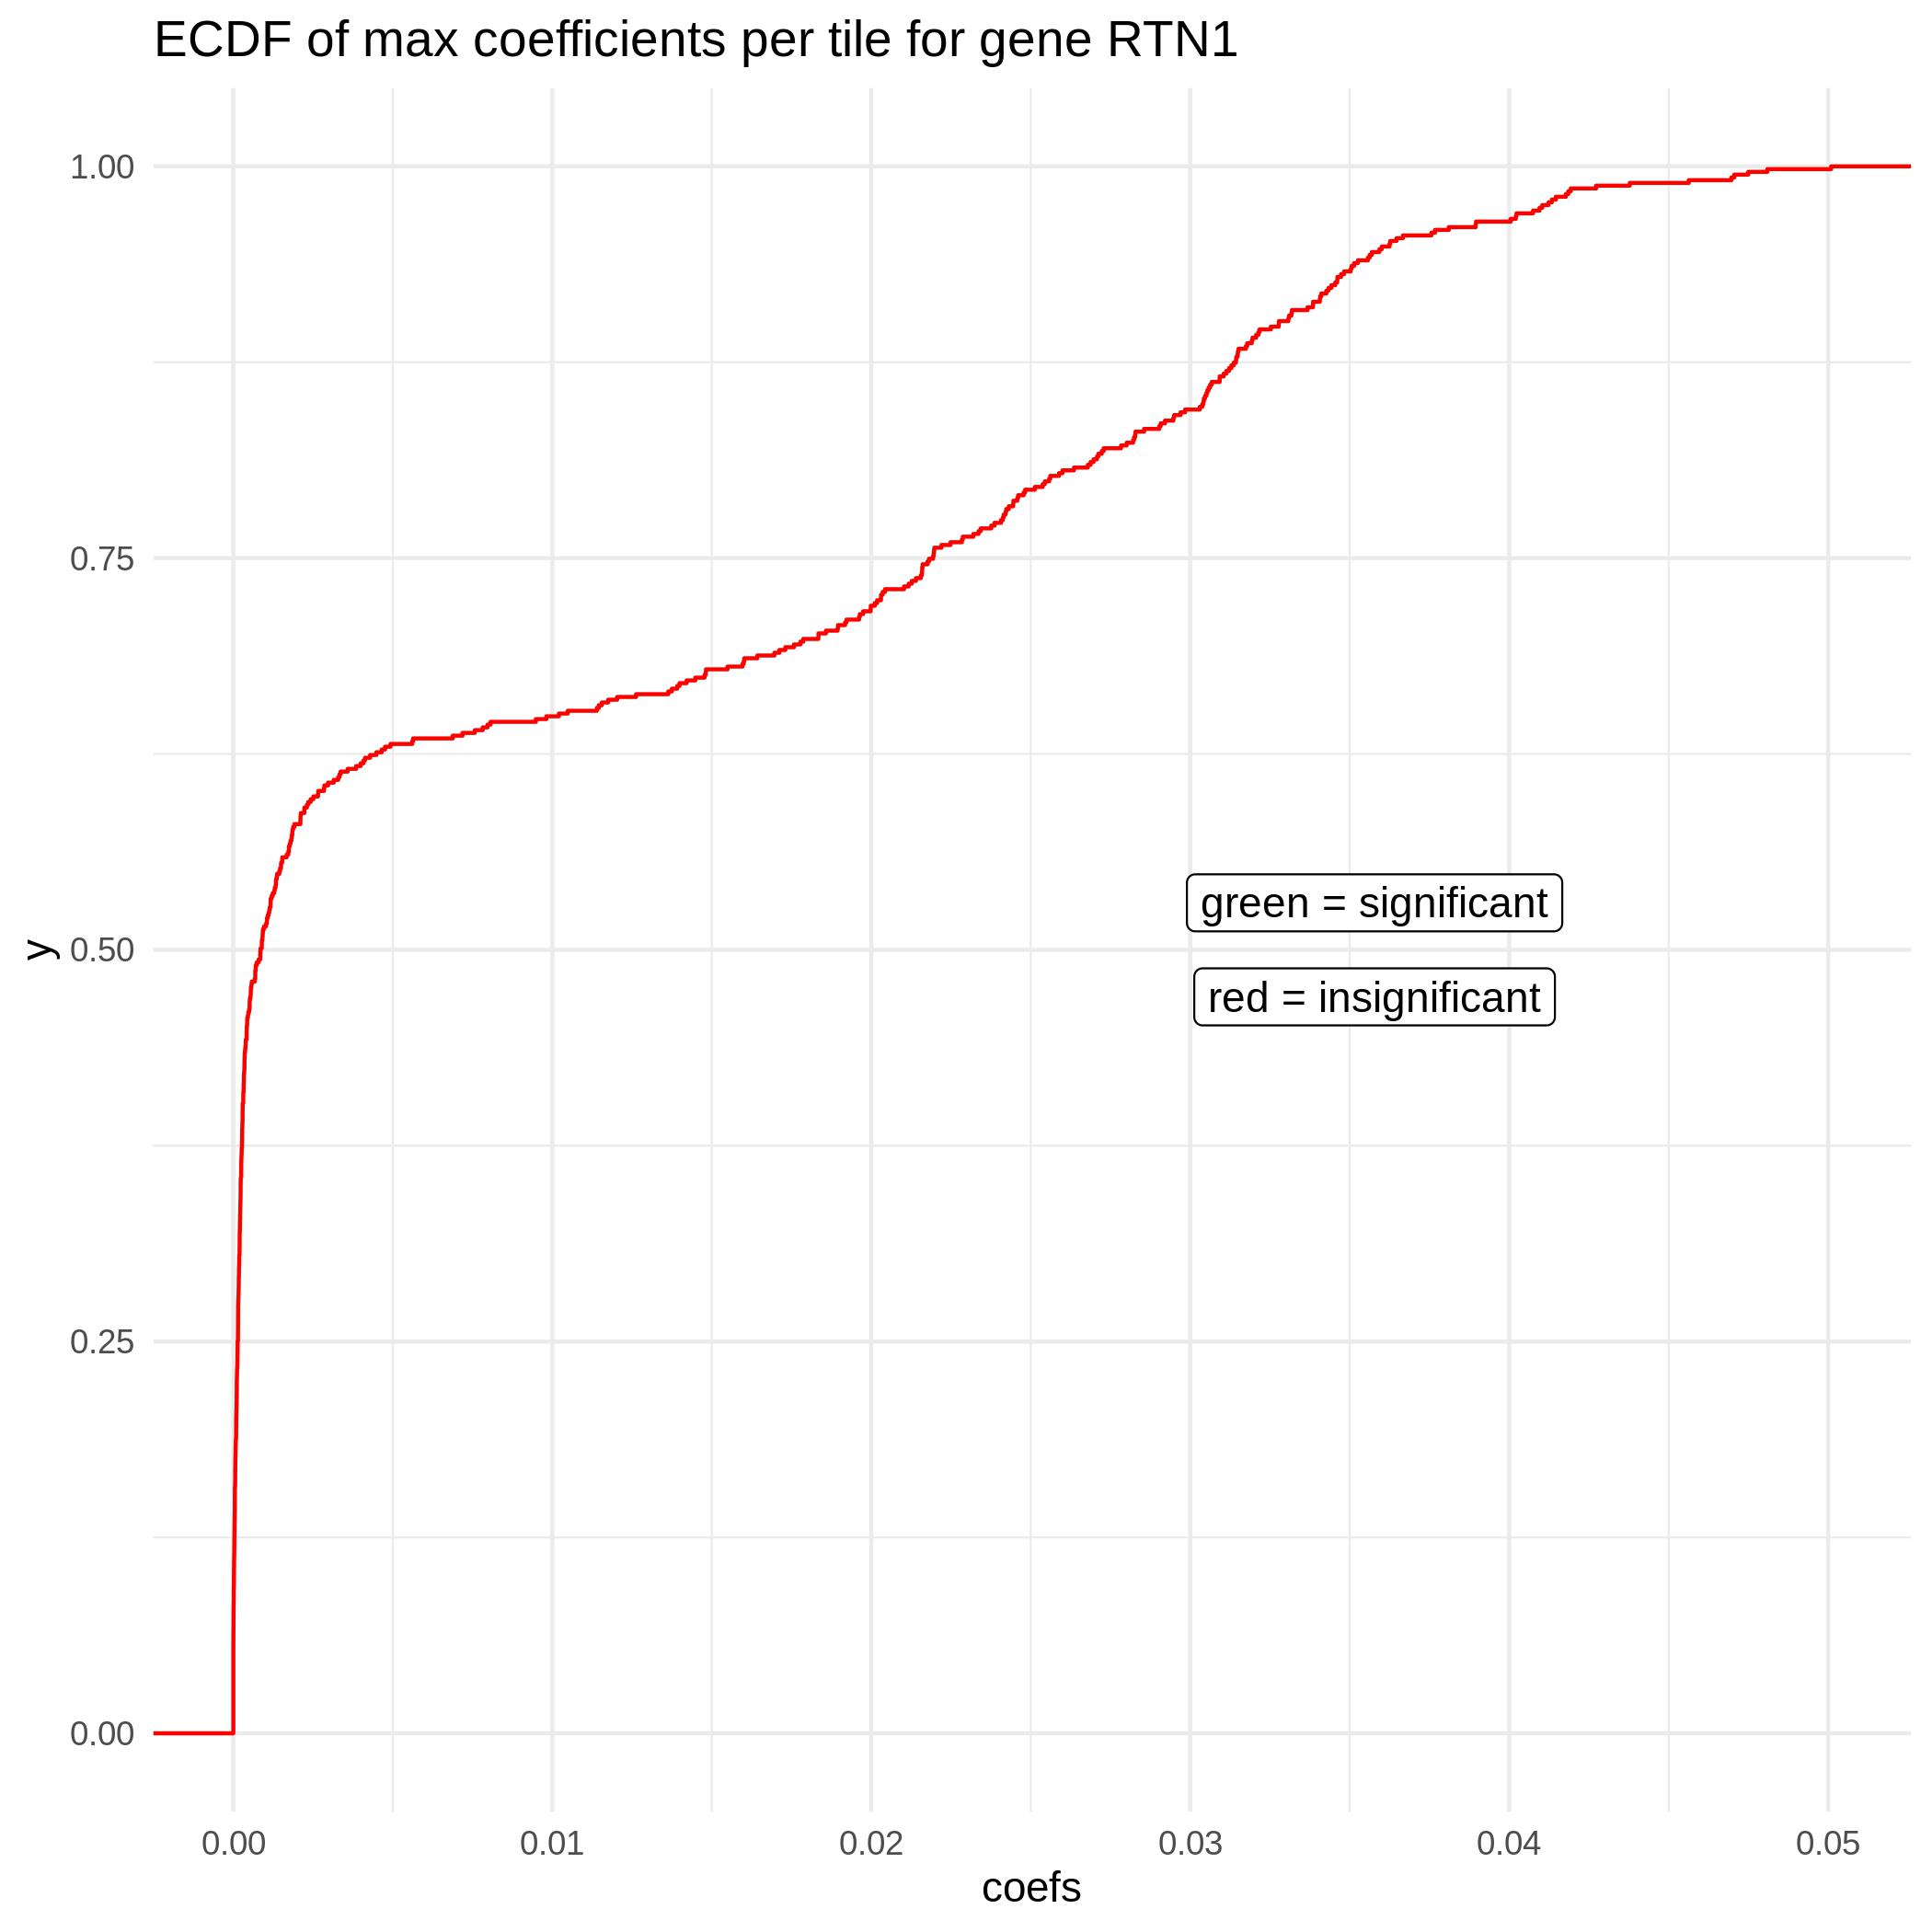 ECDF of max coefficients per tile for gene RTN1
1.00
0.75
green = significant
y
0.50
red = insignificant
0.25
0.00
0.00 0.01 0.02 0.03 0.04 0.05
coefs